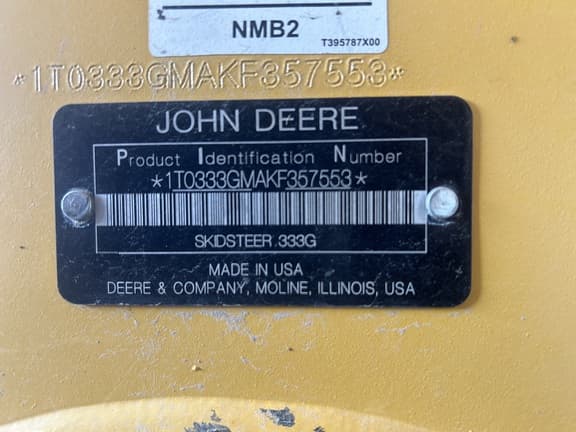 NMB2
T395787X00
*1T0333GMAKF357553*
JOHN DEERE
Product Identification Number
*1T0333GMAKF357553*
SKIDSTEER 333G
MADE IN USA
DEERE & COMPANY, MOLINE, ILLINOIS, USA